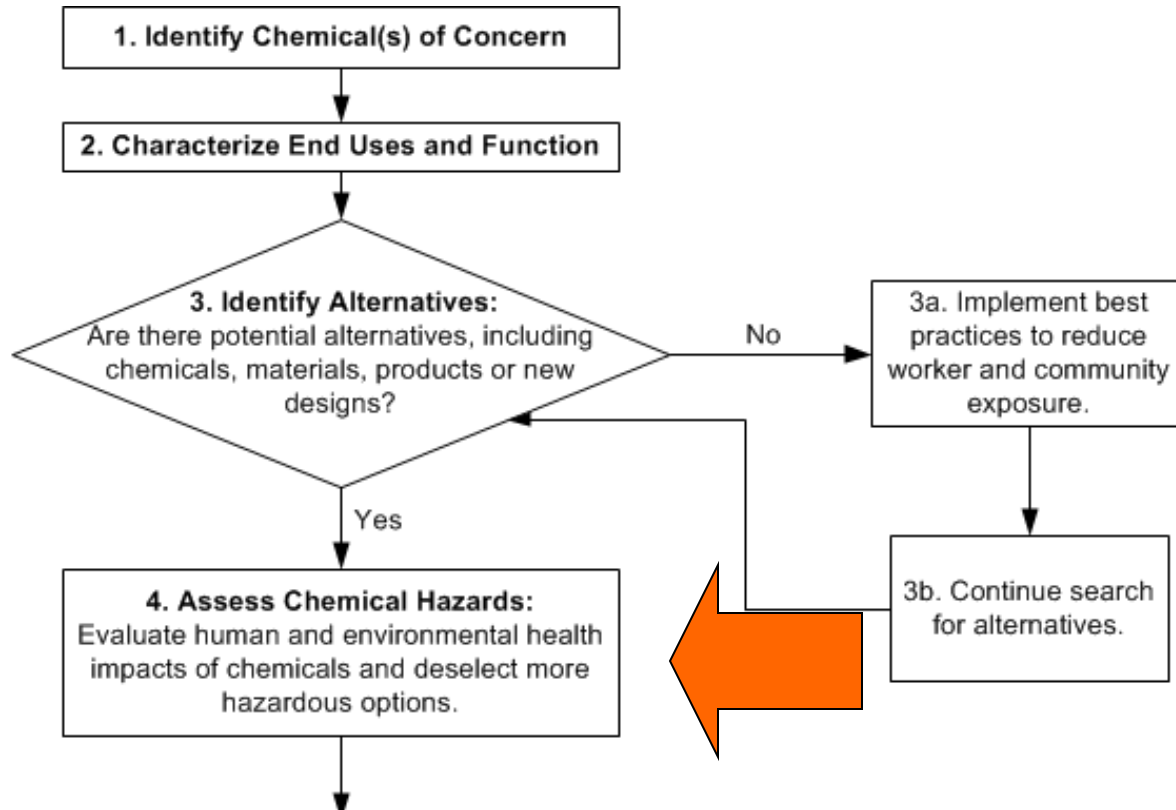 1. Identify Chemical(s) of Concern
2. Characterize End Uses and Function
3. Identify Alternatives:
Are there potential alternatives, including
chemicals, materials, products or new
designs?
No
3a. Implement best
practices to reduce
worker and community
exposure.
Yes
3b. Continue search
for alternatives.
4. Assess Chemical Hazards:
Evaluate human and environmental health
impacts of chemicals and deselect more
hazardous options.